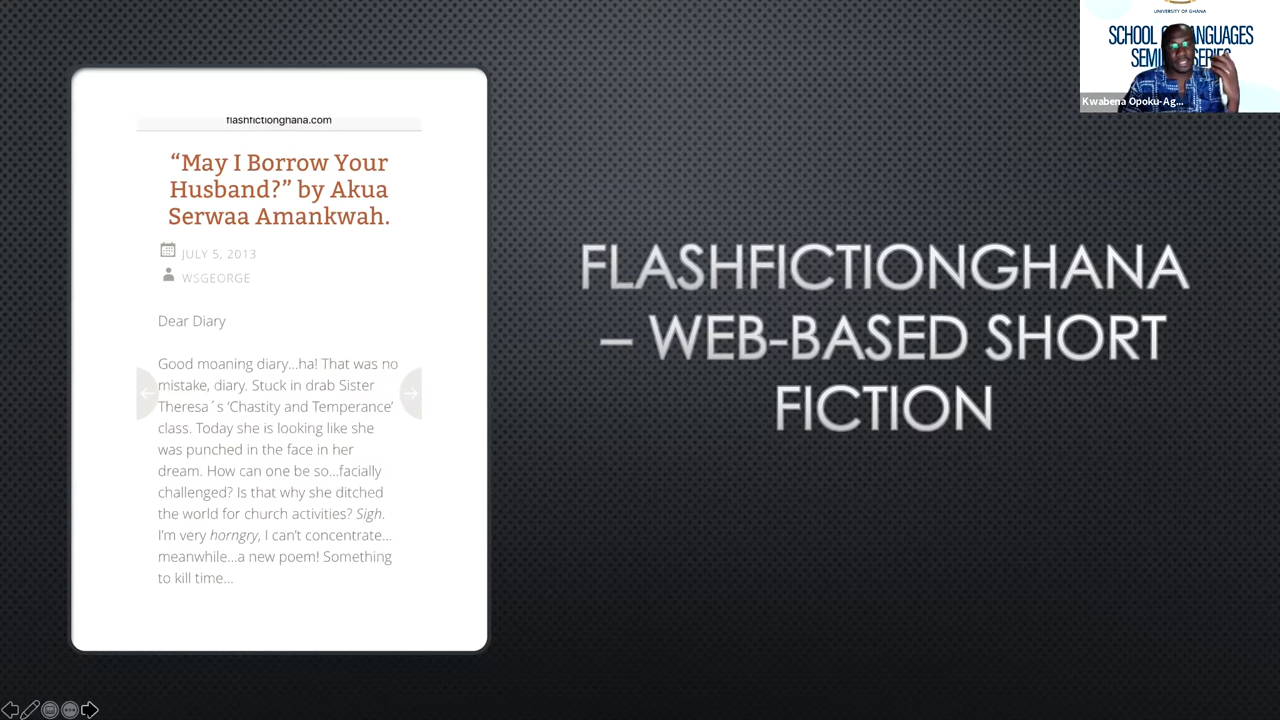 UNIVERSITY OF GHANA
SCHOOL OF LANGUAGES
SEMINAR SERIES
Kwabena Opoku-Ag...
flashfictionghana.com
“May I Borrow Your
Husband?” by Akua
Serwaa Amankwah.
JULY 5, 2013
WSGEORGE
Dear Diary
Good moaning diary...ha! That was no
mistake, diary. Stuck in drab Sister
Theresa´s ‘Chastity and Temperance’
class. Today she is looking like she
was punched in the face in her
dream. How can one be so...facially
challenged? Is that why she ditched
the world for church activities? Sigh.
I’m very horngry, I can’t concentrate...
meanwhile...a new poem! Something
to kill time...
FLASHFICTIONGHANA
– WEB-BASED SHORT
FICTION